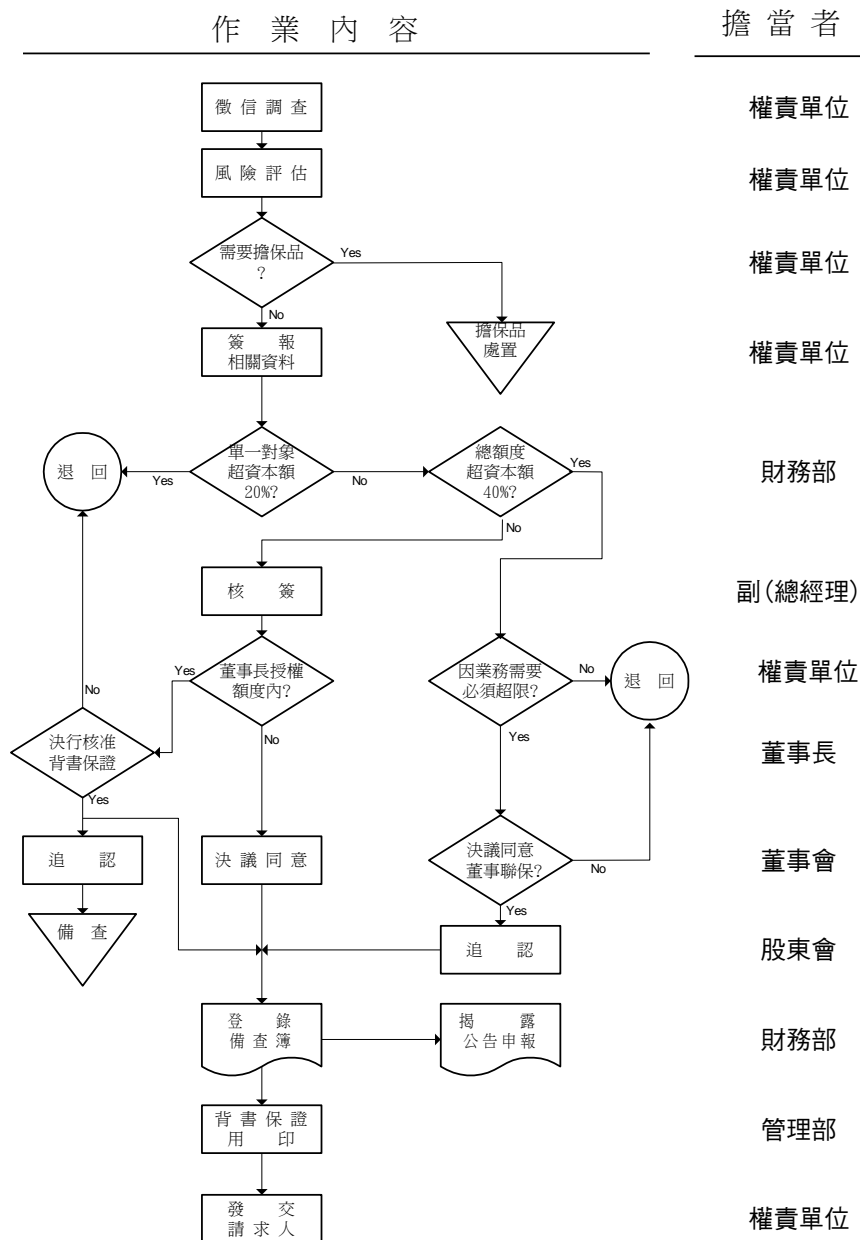 作 業 內 容
擔 當 者
徵 信 調 查
權責單位
風 險 評 估
權責單位
需要擔保品
?
Yes
No
權責單位
簽 報
相關資料
擔保品
處置
權責單位
退 回
Yes
單一對象
超資本額
20%?
No
總額度
超資本額
40%?
Yes
No
財務部
核 簽
副(總經理)
Yes
董事長授權
額度內?
No
因業務需要
必須超限?
No
Yes
退 回
權責單位
No
決行核准
背書保證
Yes
董事長
追 認
決 議 同 意
決議同意
董事聯保?
No
Yes
董事會
備 查
追 認
股東會
登 錄
備 查 簿
揭 露
公 告 申 報
財務部
背 書 保 證
用 印
管理部
發 交
請 求 人
權責單位